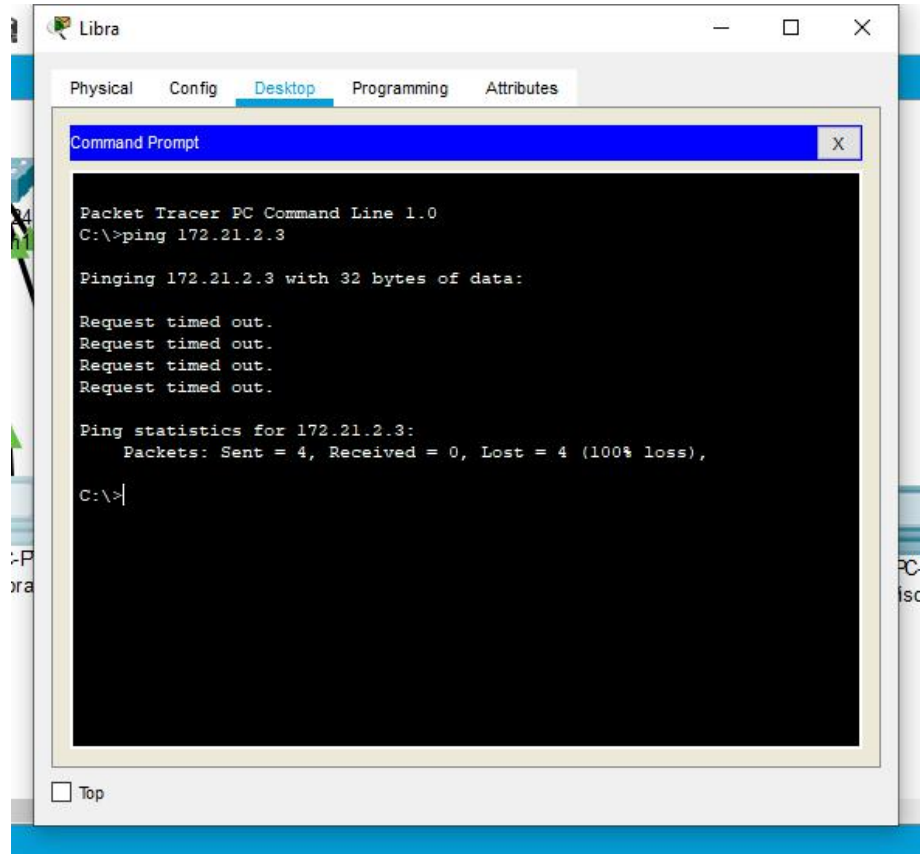 Libra
Physical Config Desktop Programming Attributes
Command Prompt
X
Packet Tracer PC Command Line 1.0
C:\>ping 172.21.2.3
Pinging 172.21.2.3 with 32 bytes of data:
Request timed out.
Request timed out.
Request timed out.
Request timed out.
Ping statistics for 172.21.2.3:
Packets: Sent = 4, Received = 0, Lost = 4 (100% loss),
C:\>
Top